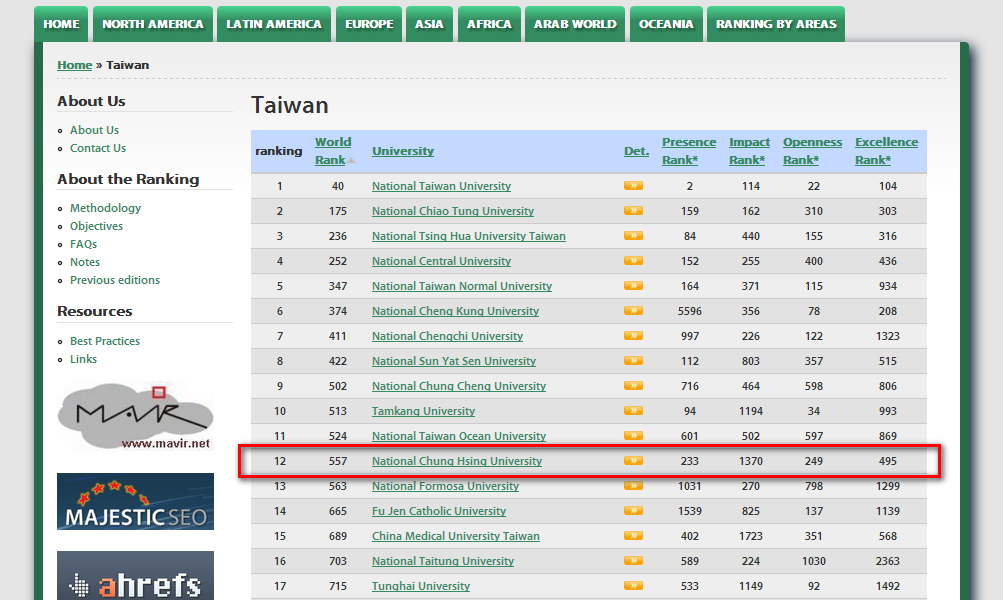 HOME NORTH AMERICA LATIN AMERICA EUROPE ASIA AFRICA ARAB WORLD OCEANIA RANKING BY AREAS
Home » Taiwan
About Us
About Us
Contact Us
About the Ranking
Methodology
Objectives
FAQs
Notes
Previous editions
Resources
Best Practices
Links
MAVIR
www.mavir.net
MAJESTIC SEO
ahrefs
Taiwan
ranking World Rank University Det. Presence Rank* Impact Rank* Openness Rank* Excellence Rank*
1 40 National Taiwan University 2 114 22 104
2 175 National Chiao Tung University 159 162 310 303
3 236 National Tsing Hua University Taiwan 84 440 155 316
4 252 National Central University 152 255 400 436
5 347 National Taiwan Normal University 164 371 115 934
6 374 National Cheng Kung University 5596 356 78 208
7 411 National Chengchi University 997 226 122 1323
8 422 National Sun Yat Sen University 112 803 357 515
9 502 National Chung Cheng University 716 464 598 806
10 513 Tamkang University 94 1194 34 993
11 524 National Taiwan Ocean University 601 502 597 869
12 557 National Chung Hsing University 233 1370 249 495
13 563 National Formosa University 1031 270 798 1299
14 665 Fu Jen Catholic University 1539 825 137 1139
15 689 China Medical University Taiwan 402 1723 351 568
16 703 National Taitung University 589 224 1030 2363
17 715 Tunghai University 533 1149 92 1492